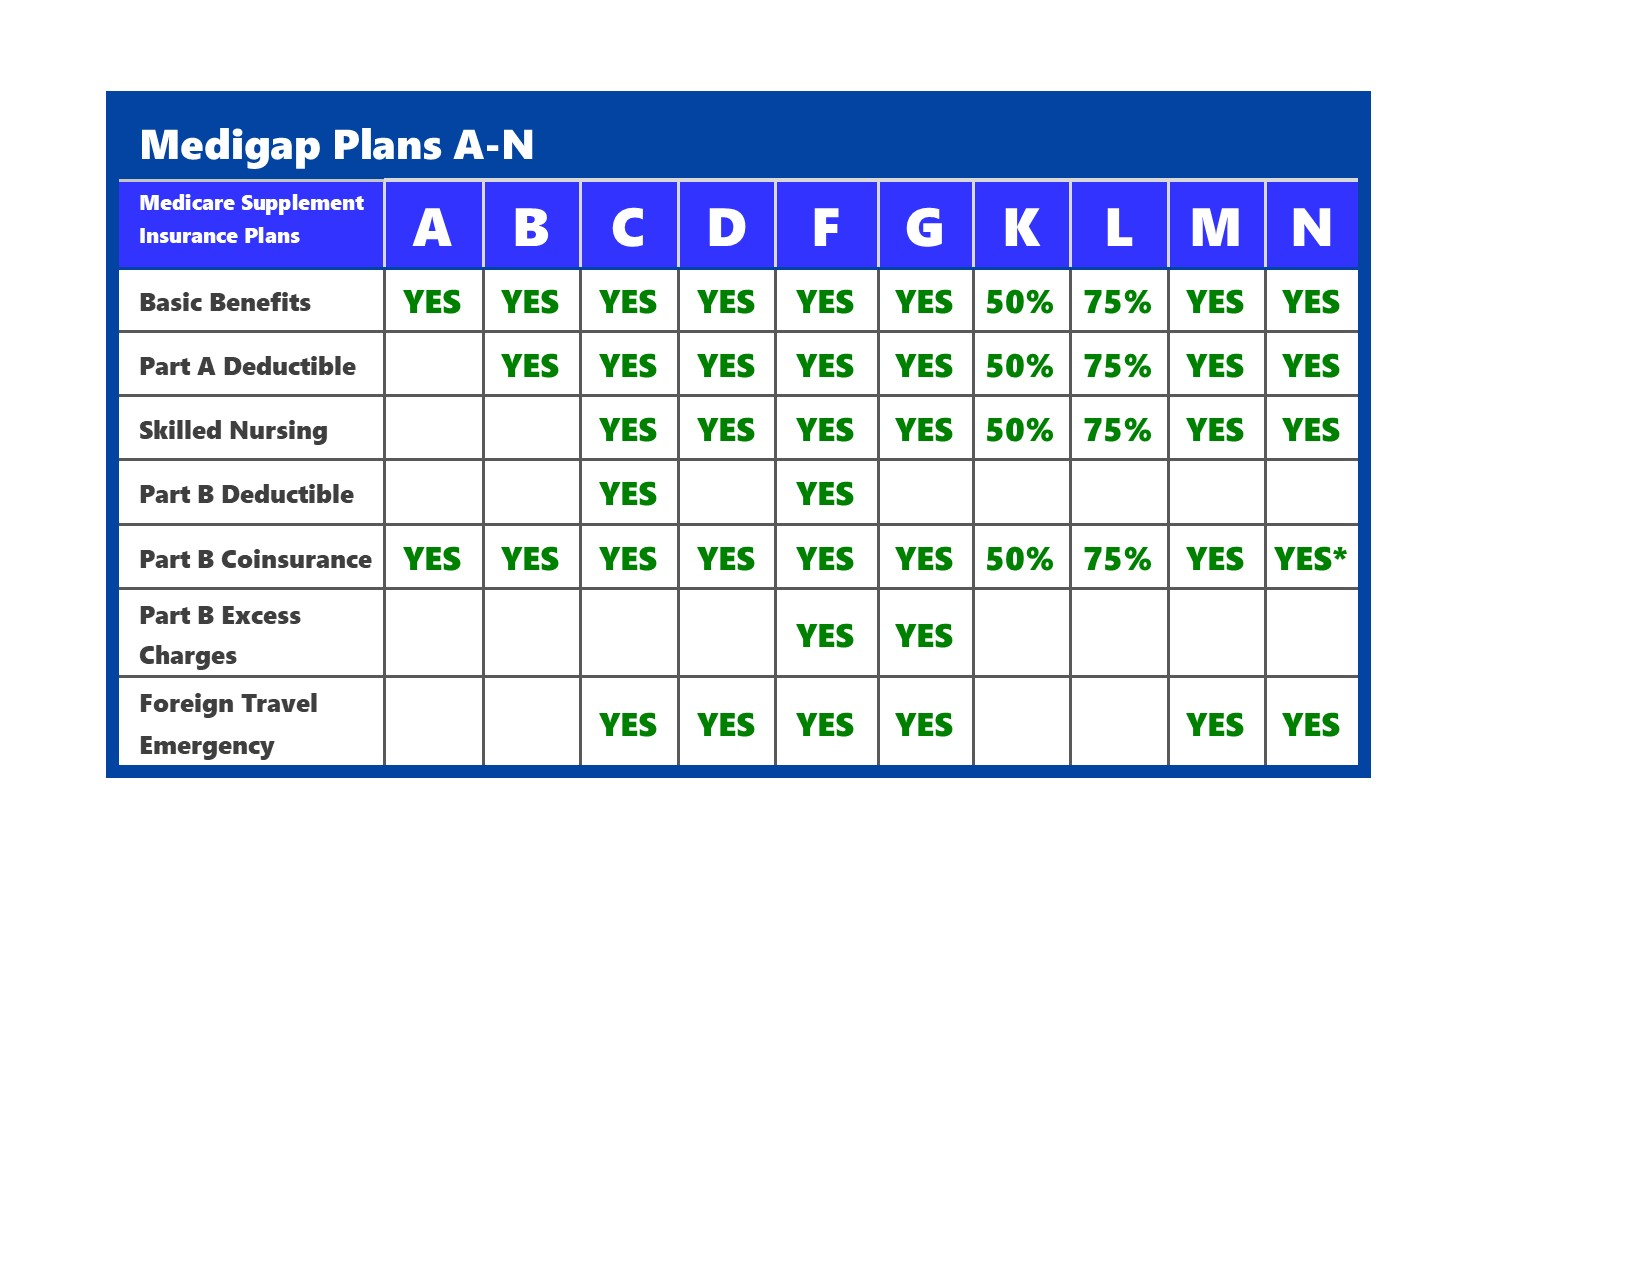 Medigap Plans A-N
Medicare Supplement
Insurance Plans
A B C D F G K L M N
Basic Benefits YES YES YES YES YES YES 50% 75% YES YES
Part A Deductible YES YES YES YES YES 50% 75% YES YES
Skilled Nursing YES YES YES YES 50% 75% YES YES
Part B Deductible YES YES
Part B Coinsurance YES YES YES YES YES YES 50% 75% YES YES*
Part B Excess
Charges
YES YES
Foreign Travel
Emergency
YES YES YES YES YES YES